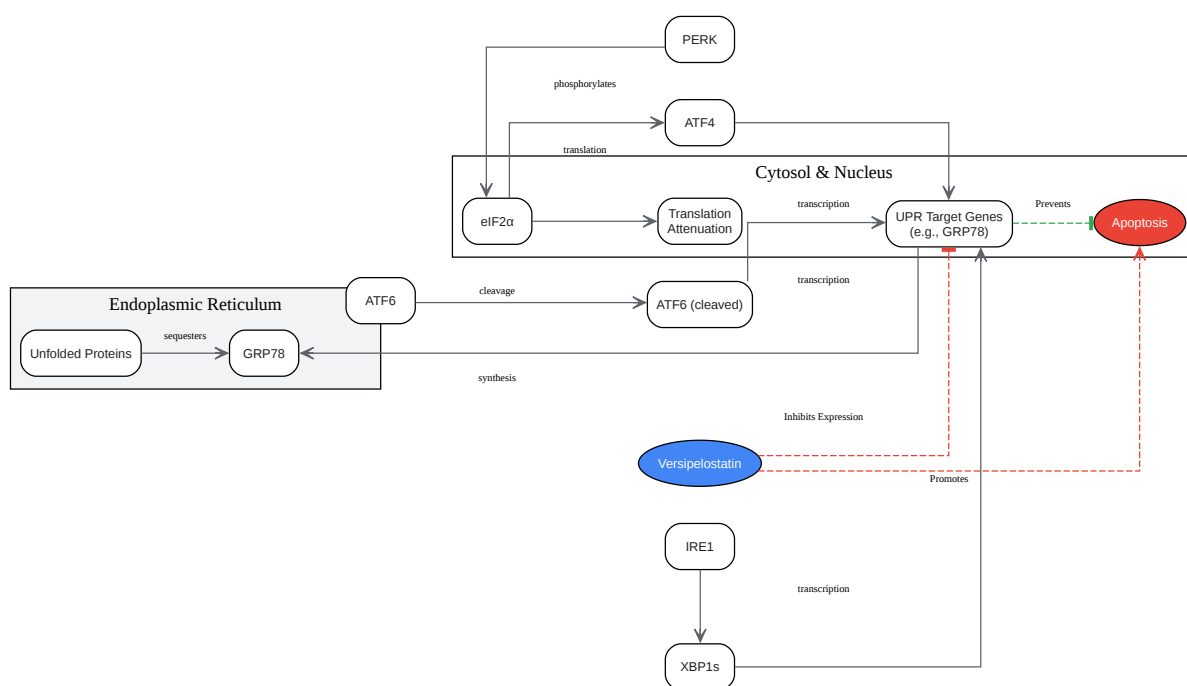 PERK
phosphorylates
ATF4
translation
Cytosol & Nucleus
eIF2α
Translation
Attenuation
transcription
UPR Target Genes
(e.g., GRP78)
Prevents
Apoptosis
transcription
ATF6
cleavage
ATF6 (cleaved)
Endoplasmic Reticulum
Unfolded Proteins
sequesters
GRP78
synthesis
Inhibits Expression
Versipelostatin
Promotes
IRE1
transcription
XBP1s